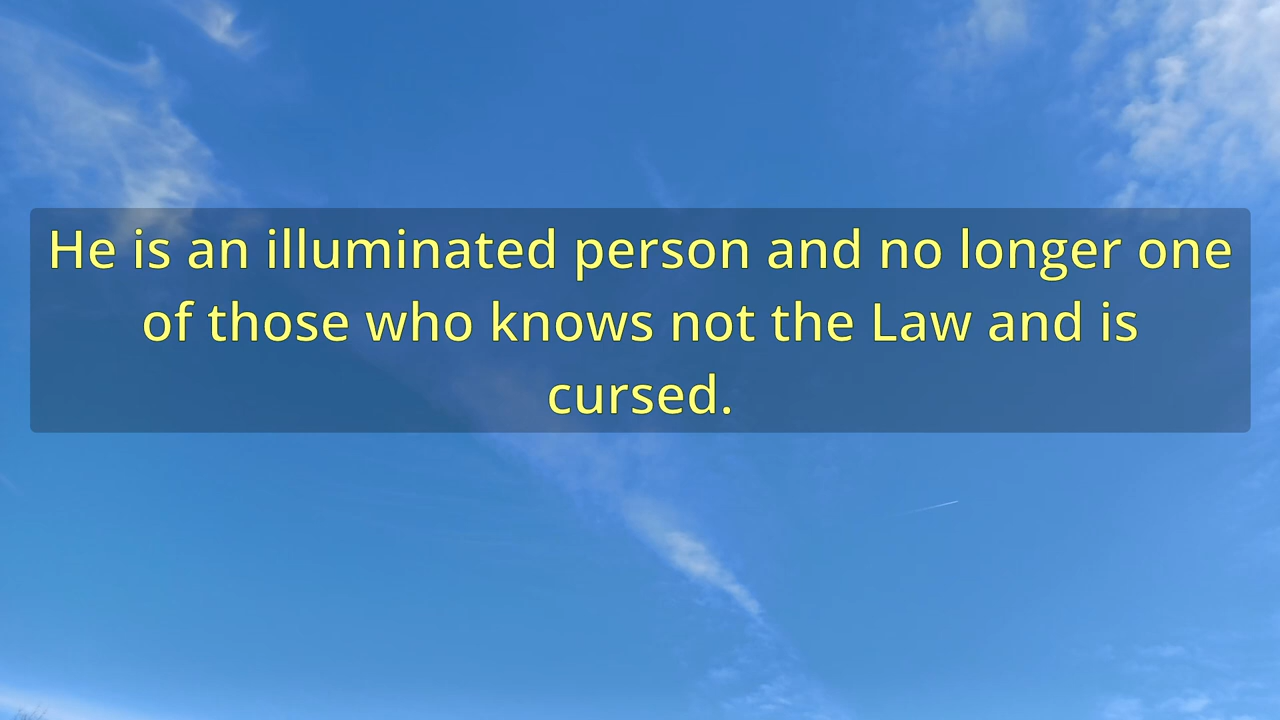 He is an illuminated person and no longer one
of those who knows not the Law and is
cursed.